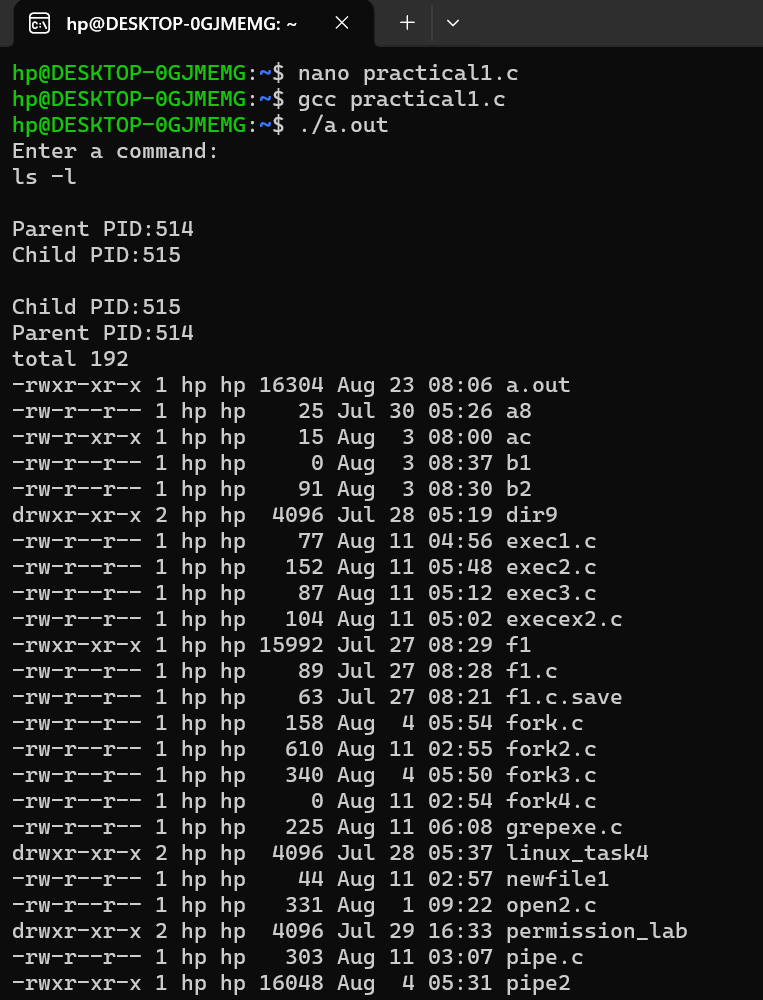 hp@DESKTOP-0GJMEMG: ~
hp@DESKTOP-0GJMEMG:~$ nano practical1.c
hp@DESKTOP-0GJMEMG:~$ gcc practical1.c
hp@DESKTOP-0GJMEMG:~$ ./a.out
Enter a command:
ls -l

Parent PID:514
Child PID:515

Child PID:515
Parent PID:514
total 192
-rwxr-xr-x 1 hp hp 16304 Aug 23 08:06 a.out
-rw-r--r-- 1 hp hp    25 Jul 30 05:26 a8
-rw-r-xr-x 1 hp hp    15 Aug  3 08:00 ac
-rw-r--r-- 1 hp hp     0 Aug  3 08:37 b1
-rw-r--r-- 1 hp hp    91 Aug  3 08:30 b2
drwxr-xr-x 2 hp hp  4096 Jul 28 05:19 dir9
-rw-r--r-- 1 hp hp    77 Aug 11 04:56 exec1.c
-rw-r--r-- 1 hp hp   152 Aug 11 05:48 exec2.c
-rw-r--r-- 1 hp hp    87 Aug 11 05:12 exec3.c
-rw-r--r-- 1 hp hp   104 Aug 11 05:02 execex2.c
-rwxr-xr-x 1 hp hp 15992 Jul 27 08:29 f1
-rw-r--r-- 1 hp hp    89 Jul 27 08:28 f1.c
-rw-r--r-- 1 hp hp    63 Jul 27 08:21 f1.c.save
-rw-r--r-- 1 hp hp   158 Aug  4 05:54 fork.c
-rw-r--r-- 1 hp hp   610 Aug 11 02:55 fork2.c
-rw-r--r-- 1 hp hp   340 Aug  4 05:50 fork3.c
-rw-r--r-- 1 hp hp     0 Aug 11 02:54 fork4.c
-rw-r--r-- 1 hp hp   225 Aug 11 06:08 grepexe.c
drwxr-xr-x 2 hp hp  4096 Jul 28 05:37 linux_task4
-rw-r--r-- 1 hp hp    44 Aug 11 02:57 newfile1
-rw-r--r-- 1 hp hp   331 Aug  1 09:22 open2.c
drwxr-xr-x 2 hp hp  4096 Jul 29 16:33 permission_lab
-rw-r--r-- 1 hp hp   303 Aug 11 03:07 pipe.c
-rwxr-xr-x 1 hp hp 16048 Aug  4 05:31 pipe2